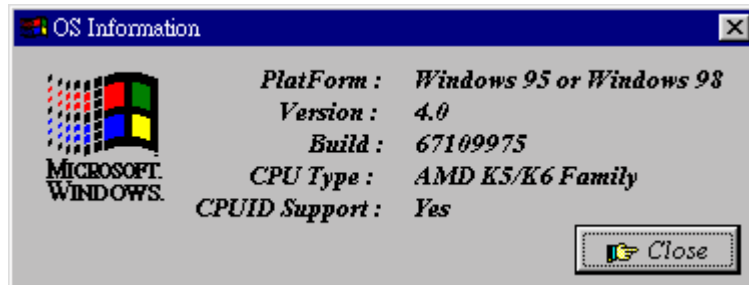 OS Information
PlatForm : Windows 95 or Windows 98
Version : 4.0
Build : 67109975
CPU Type : AMD K5/K6 Family
CPUID Support : Yes
MICROSOFT.
WINDOWS.
Close